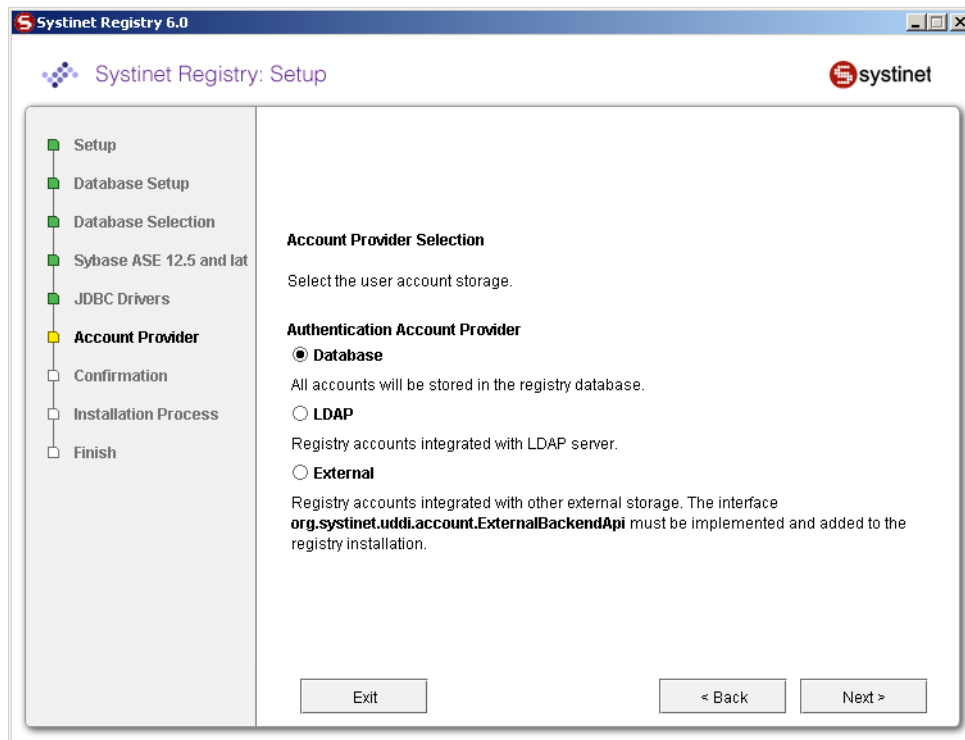 Systinet Registry 6.0
Systinet Registry: Setup
systinet
Setup
Database Setup
Database Selection
Sybase ASE 12.5 and lat
JDBC Drivers
Account Provider
Confirmation
Installation Process
Finish
Account Provider Selection
Select the user account storage.
Authentication Account Provider
Database
All accounts will be stored in the registry database.
LDAP
Registry accounts integrated with LDAP server.
External
Registry accounts integrated with other external storage. The interface
org.systinet.uddi.account.ExternalBackendApi must be implemented and added to the
registry installation.
Exit
< Back
Next >